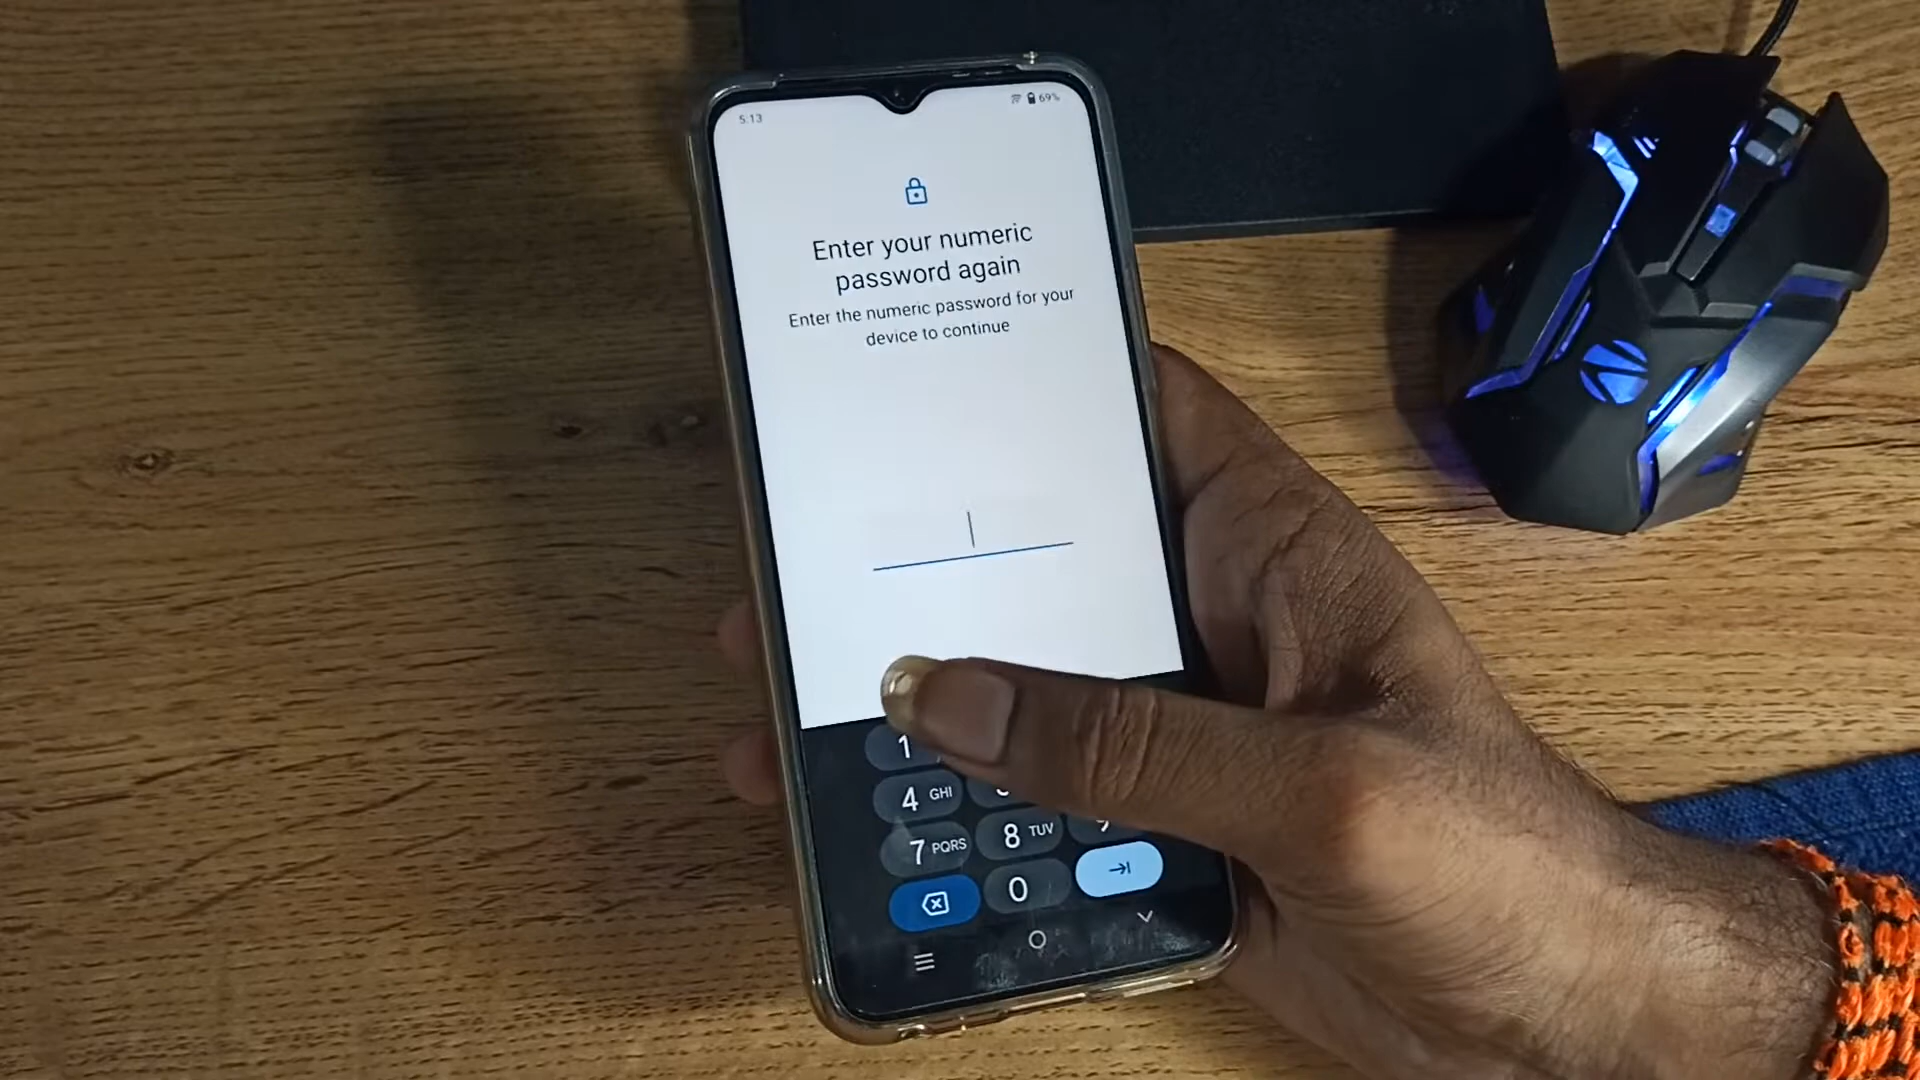 5:13
69%
Enter your numeric
password again
Enter the numeric password for your
device to continue
1
4 GHI
7 PQRS
8 TUV
0